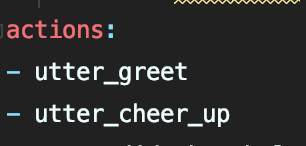 actions:
- utter_greet
- utter_cheer_up